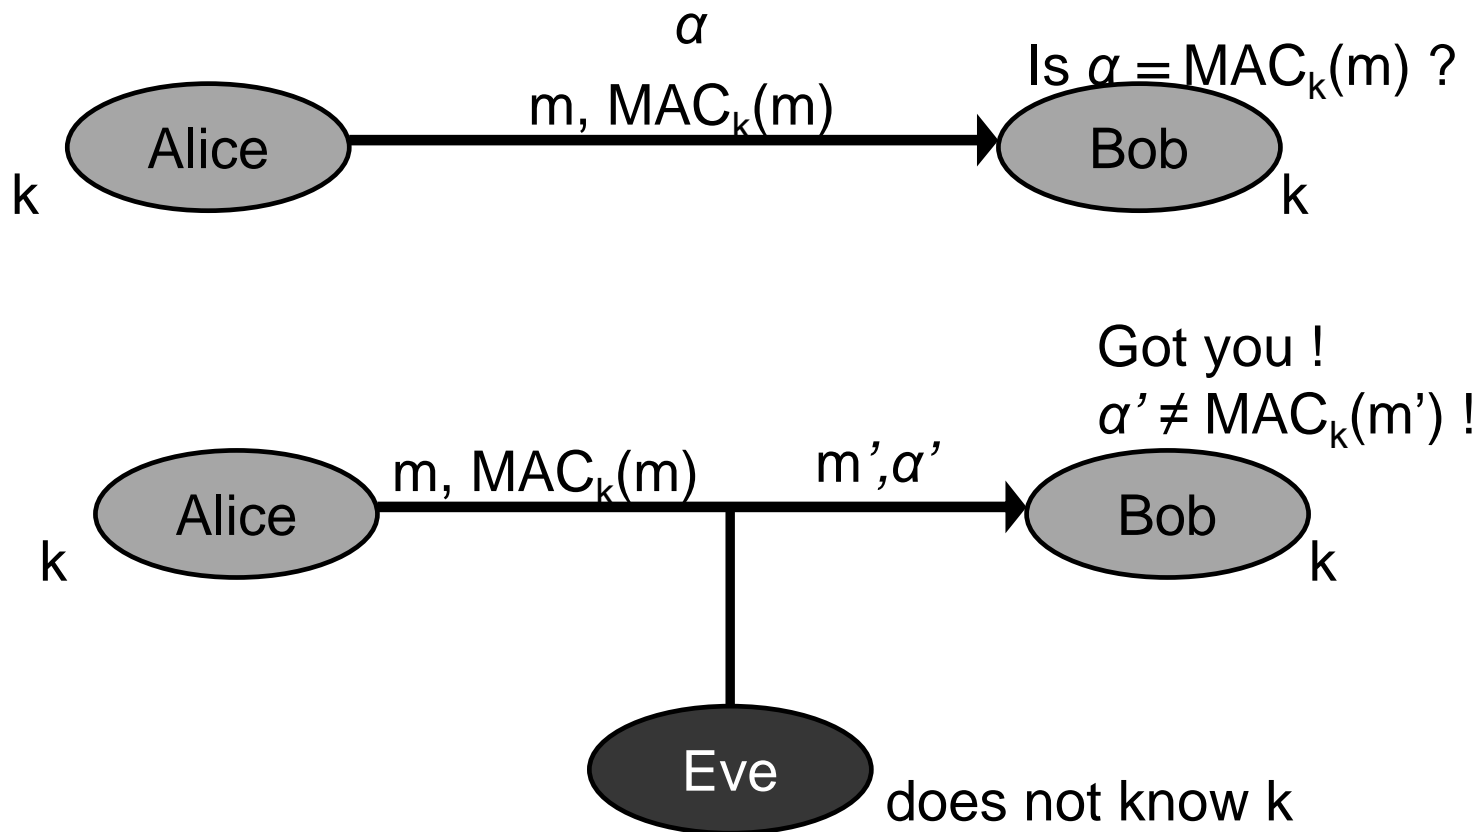 α
Is α = MACₖ(m) ?
m, MACₖ(m)
Alice
Bob
k
k
Got you !
α’ ≠ MACₖ(m’) !
m, MACₖ(m)
m’,α’
Alice
Bob
k
k
Eve
does not know k